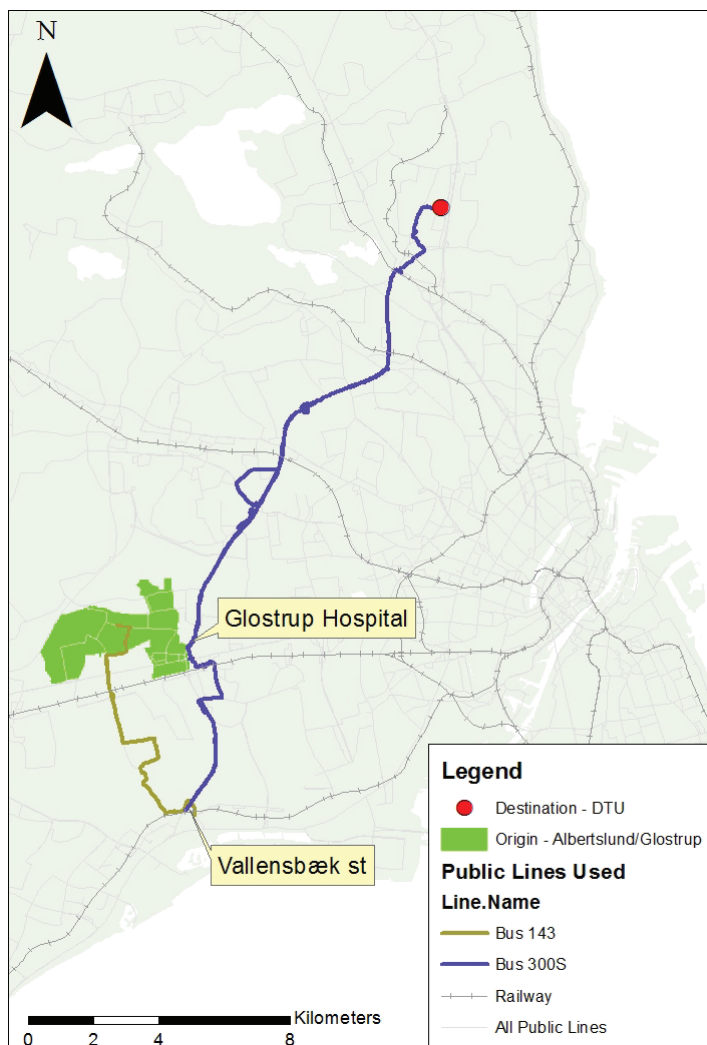 N
Glostrup Hospital
Vallensbæk st
Legend
Destination - DTU
Origin - Albertslund/Glostrup
Public Lines Used
Line.Name
Bus 143
Bus 300S
Railway
All Public Lines
Kilometers
0 2 4 8